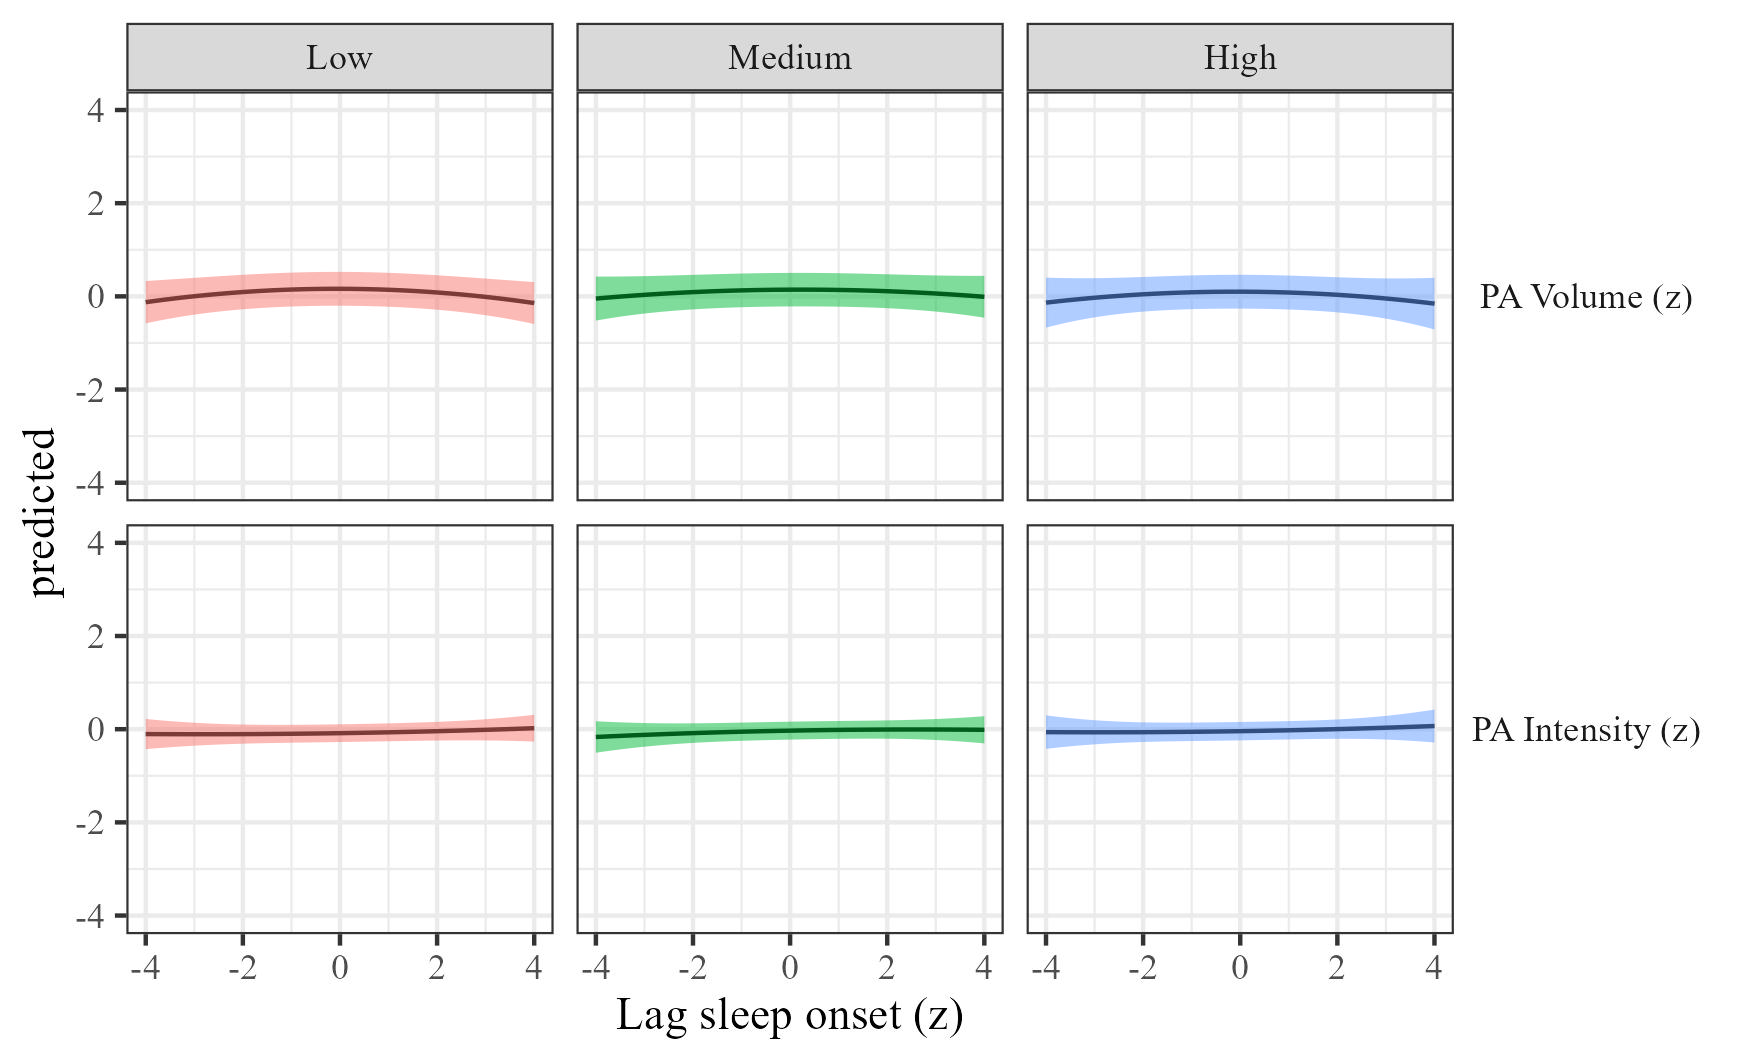 Low Medium High
4
2
0
-2
-4
PA Volume (z)
predicted
4
2
0
-2
-4
PA Intensity (z)
-4 -2 0 2 4 -4 -2 0 2 4 -4 -2 0 2 4
Lag sleep onset (z)